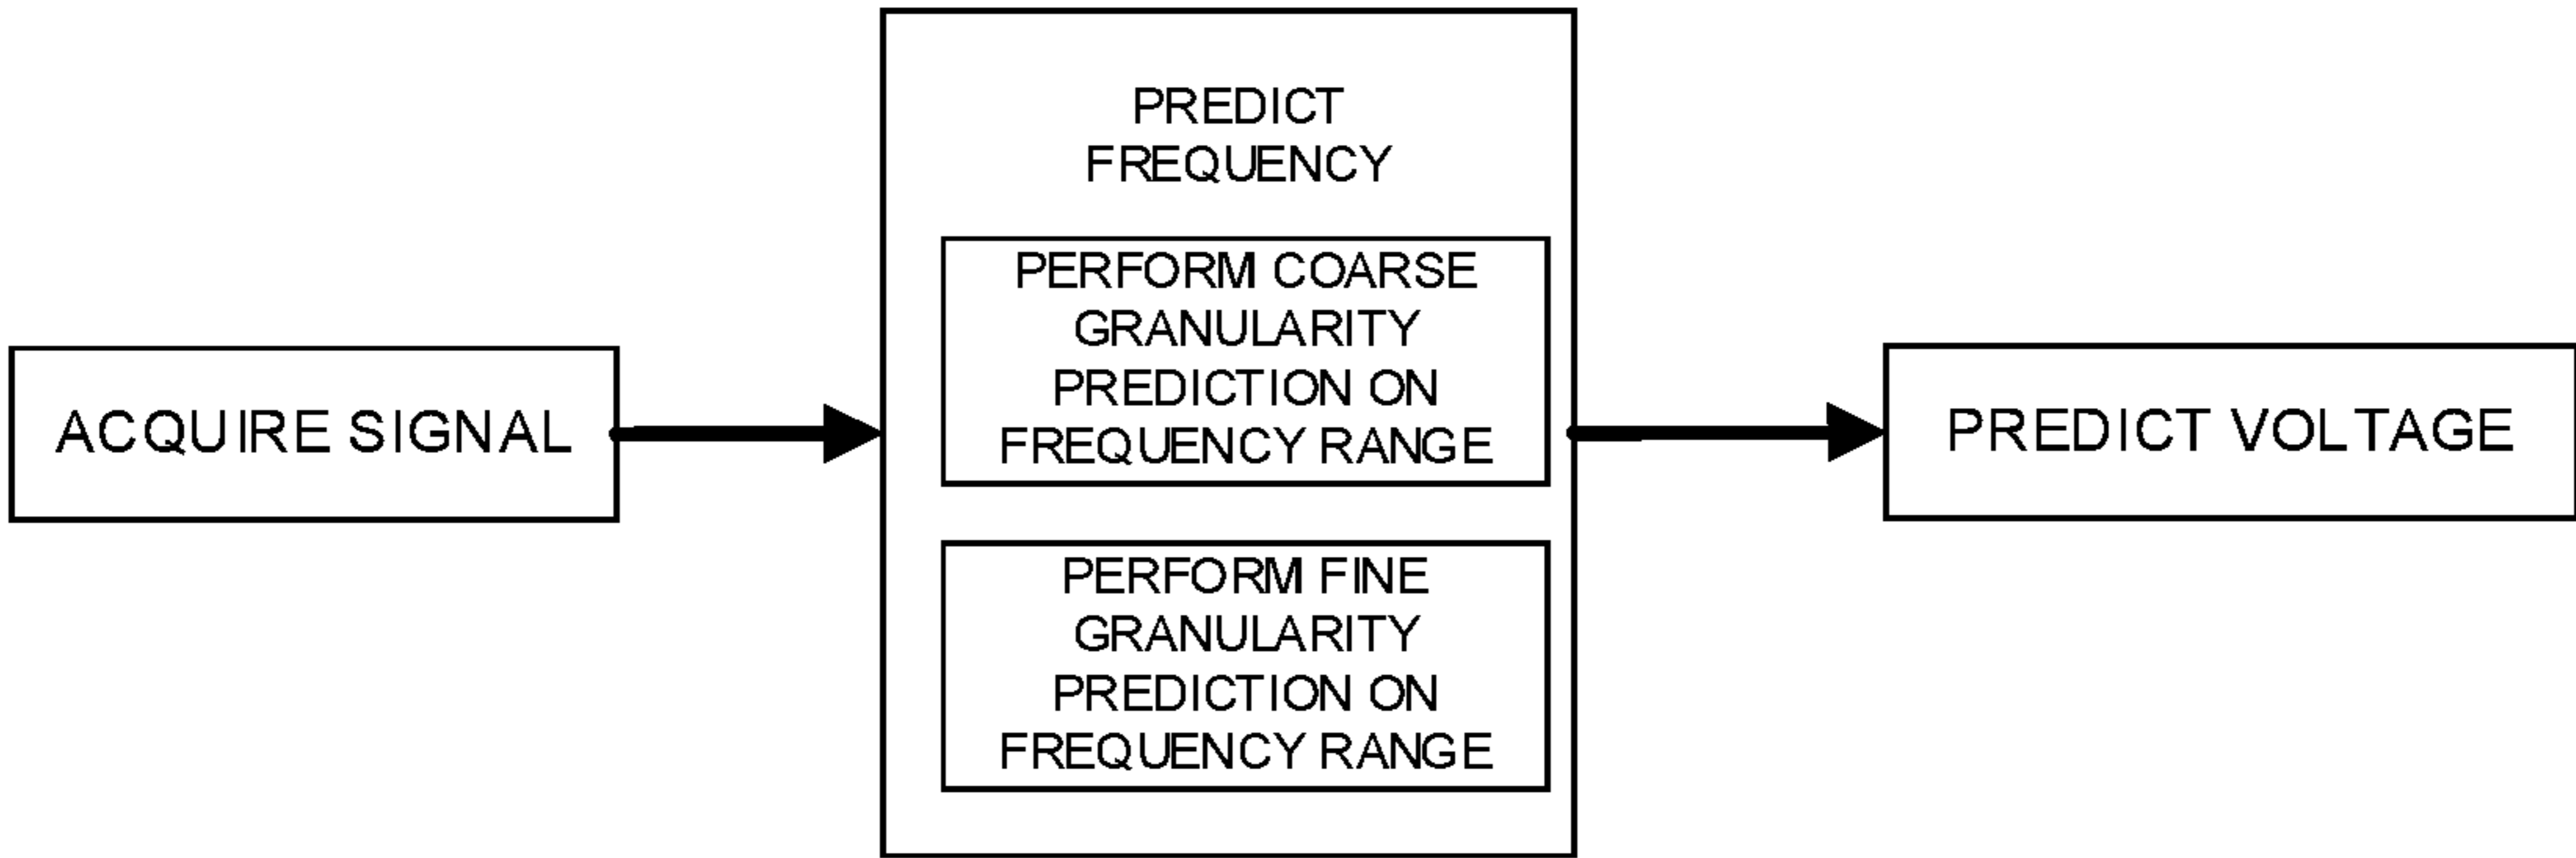 ACQUIRE SIGNAL
PREDICT
FREQUENCY
PERFORM COARSE
GRANULARITY
PREDICTION ON
FREQUENCY RANGE
PERFORM FINE
GRANULARITY
PREDICTION ON
FREQUENCY RANGE
PREDICT VOLTAGE